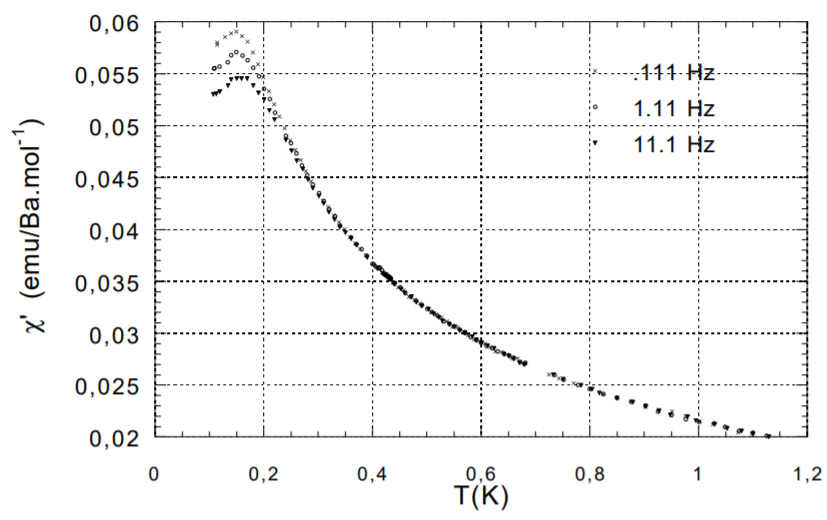 0,06
0,055
0,05
0,045
0,04
0,035
0,03
0,025
0,02
χ' (emu/Ba.mol⁻¹)
.111 Hz
1.11 Hz
11.1 Hz
0 0,2 0,4 0,6 0,8 1 1,2
T(K)